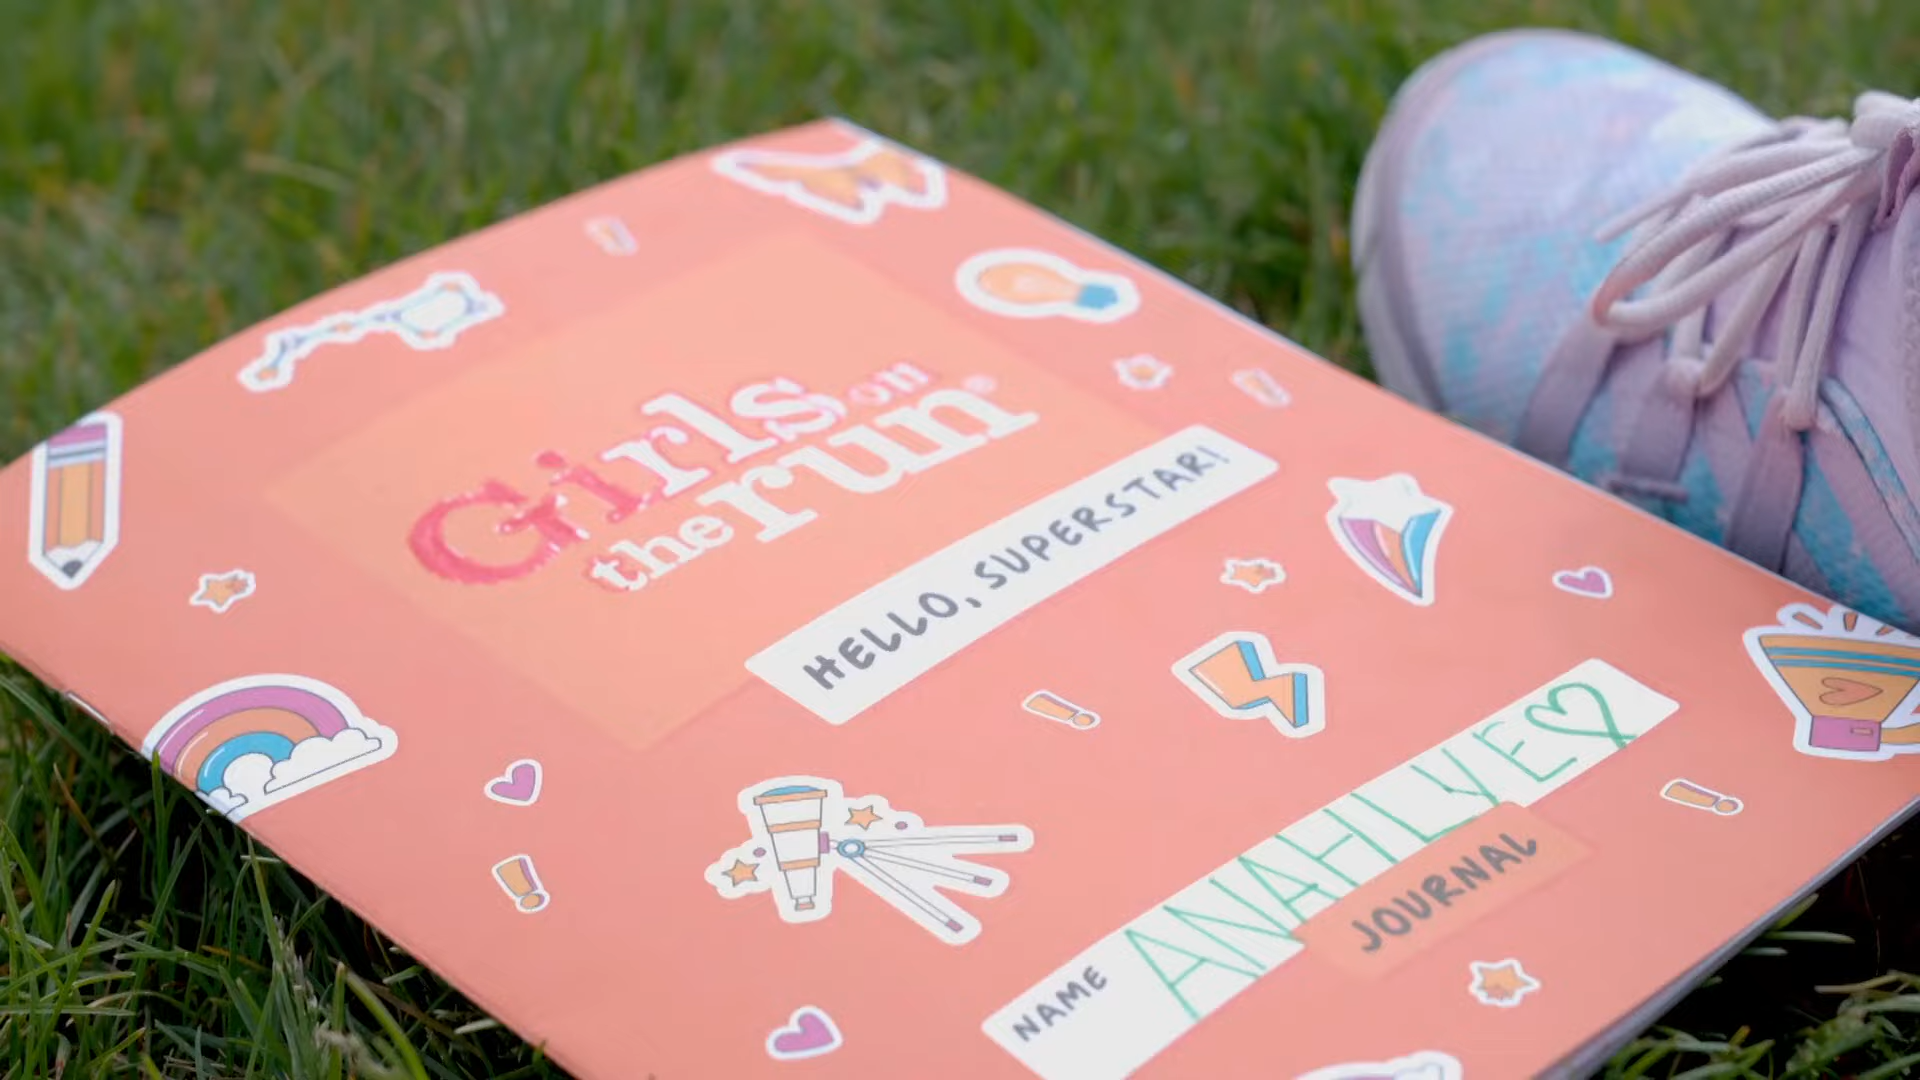 Girls on
the run®
HELLO, SUPERSTAR!
NAME ANAHLYE
JOURNAL